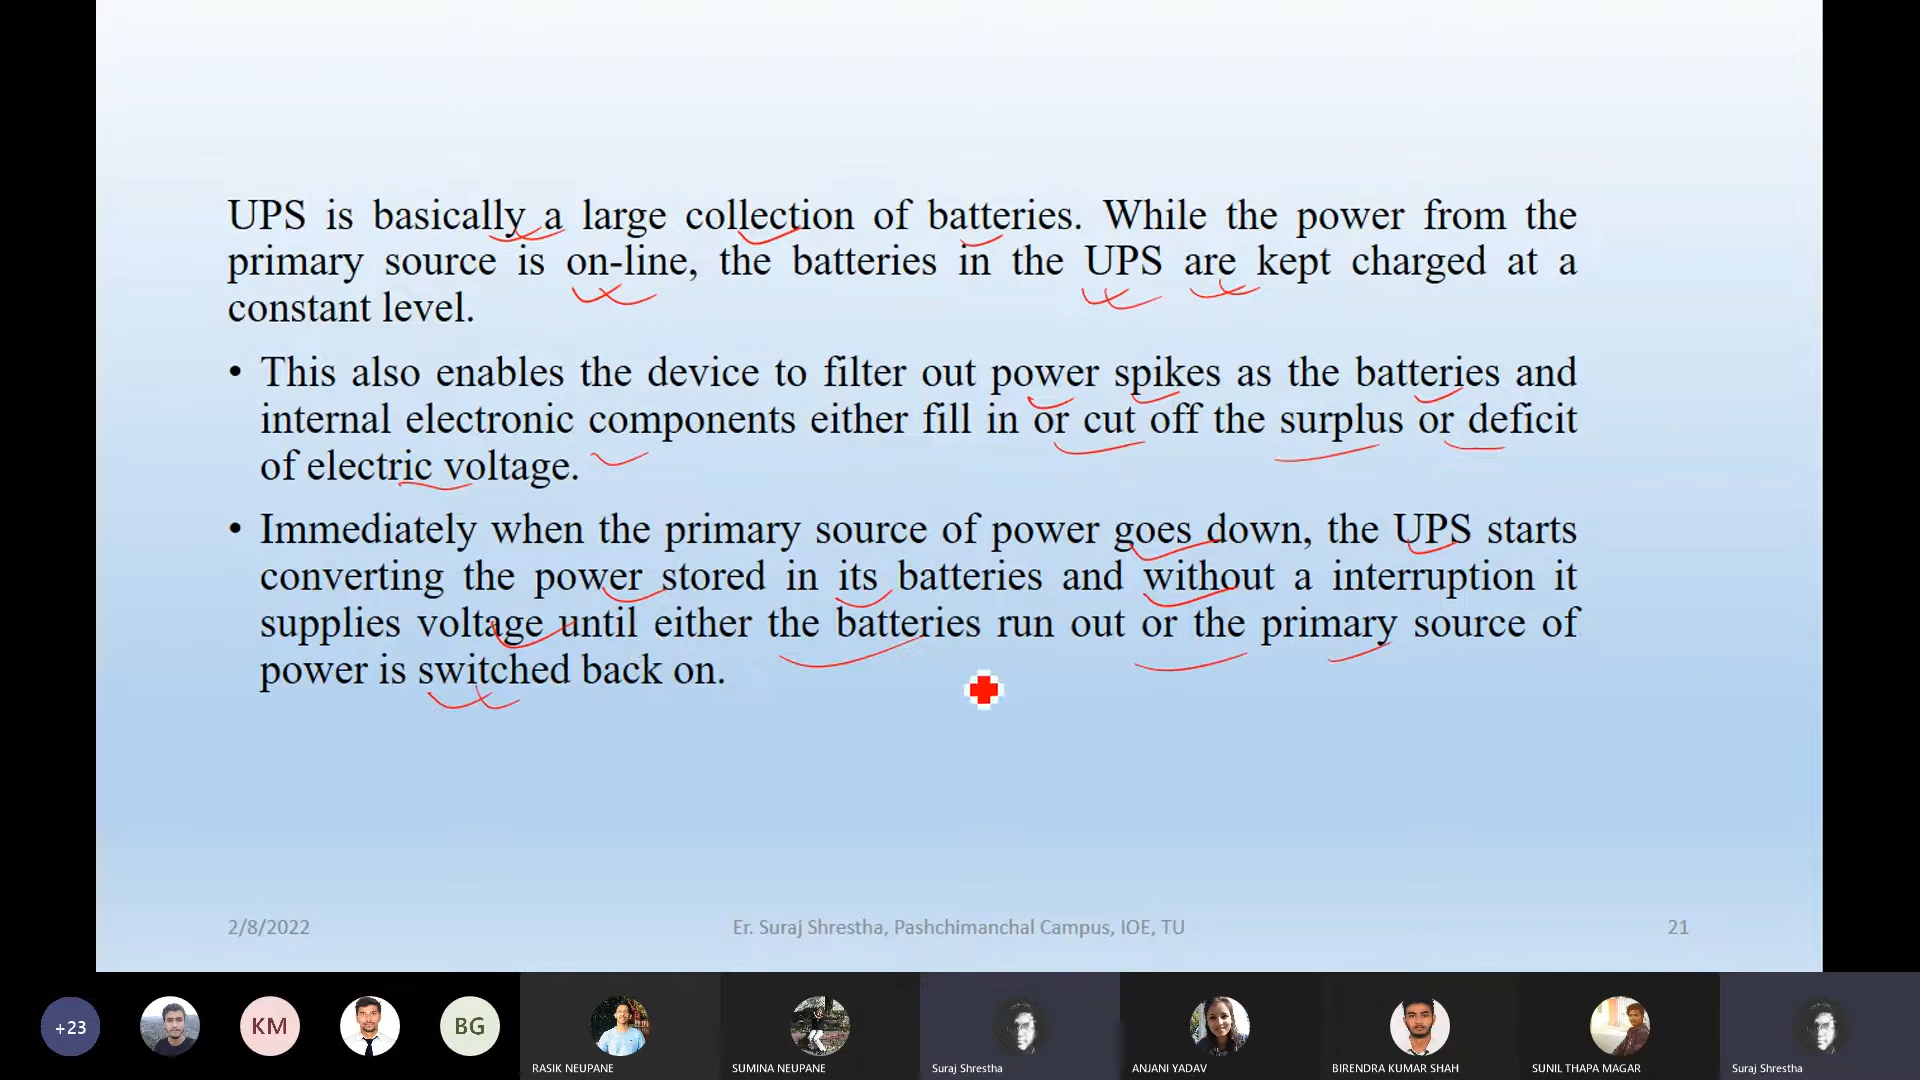 UPS is basically a large collection of batteries. While the power from the
primary source is on-line, the batteries in the UPS are kept charged at a
constant level.
• This also enables the device to filter out power spikes as the batteries and
internal electronic components either fill in or cut off the surplus or deficit
of electric voltage.
• Immediately when the primary source of power goes down, the UPS starts
converting the power stored in its batteries and without a interruption it
supplies voltage until either the batteries run out or the primary source of
power is switched back on.
2/8/2022
Er. Suraj Shrestha, Pashchimanchal Campus, IOE, TU
21
+23
KM
BG
RASIK NEUPANE
SUMINA NEUPANE
Suraj Shrestha
ANJANI YADAV
BIRENDRA KUMAR SHAH
SUNIL THAPA MAGAR
Suraj Shrestha